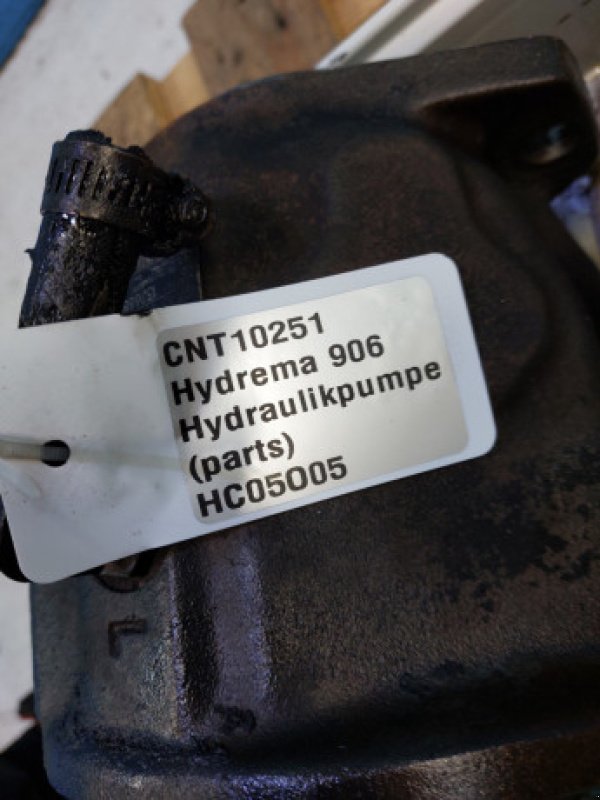 CNT10251
Hydrema 906
Hydraulikpumpe
(parts)
HC05O05
L